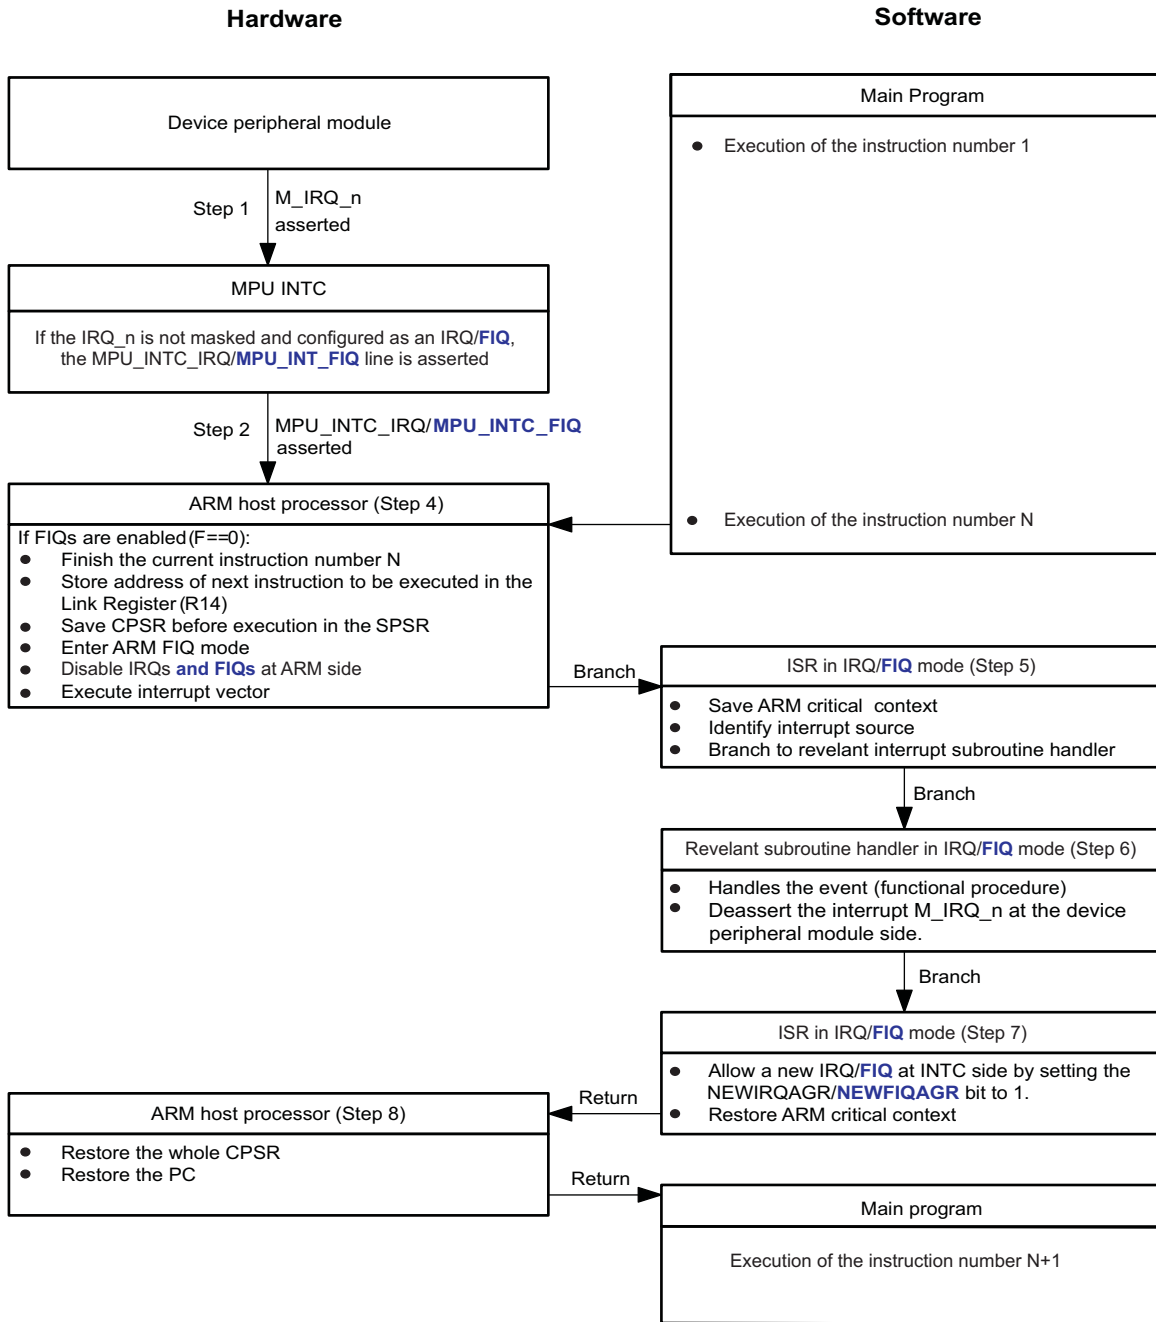 Hardware
Software
Device peripheral module
Main Program
● Execution of the instruction number 1
Step 1
M_IRQ_n
asserted
MPU INTC
If the IRQ_n is not masked and configured as an IRQ/FIQ,
the MPU_INTC_IRQ/MPU_INT_FIQ line is asserted
Step 2
MPU_INTC_IRQ/MPU_INTC_FIQ
asserted
● Execution of the instruction number N
ARM host processor (Step 4)
If FIQs are enabled(F==0):
● Finish the current instruction number N
● Store address of next instruction to be executed in the
Link Register(R14)
● Save CPSR before execution in the SPSR
● Enter ARM FIQ mode
● Disable IRQs and FIQs at ARM side
● Execute interrupt vector
Branch
ISR in IRQ/FIQ mode (Step 5)
● Save ARM critical context
● Identify interrupt source
● Branch to revelant interrupt subroutine handler
Branch
Revelant subroutine handler in IRQ/FIQ mode (Step 6)
● Handles the event (functional procedure)
● Deassert the interrupt M_IRQ_n at the device
peripheral module side.
Branch
ISR in IRQ/FIQ mode (Step 7)
● Allow a new IRQ/FIQ at INTC side by setting the
NEWIRQAGR/NEWFIQAGR bit to 1.
● Restore ARM critical context
Return
ARM host processor (Step 8)
● Restore the whole CPSR
● Restore the PC
Return
Main program
Execution of the instruction number N+1